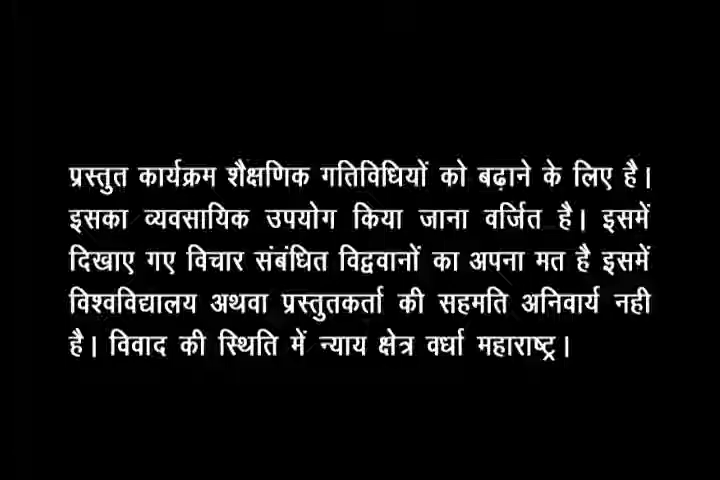 प्रस्तुत कार्यक्रम शैक्षणिक गतिविधियों को बढ़ाने के लिए है।
इसका व्यवसायिक उपयोग किया जाना वर्जित है। इसमें
दिखाए गए विचार संबंधित विद्ववानों का अपना मत है इसमें
विश्वविद्यालय अथवा प्रस्तुतकर्ता की सहमति अनिवार्य नही
है। विवाद की स्थिति में न्याय क्षेत्र वर्धा महाराष्ट्र।